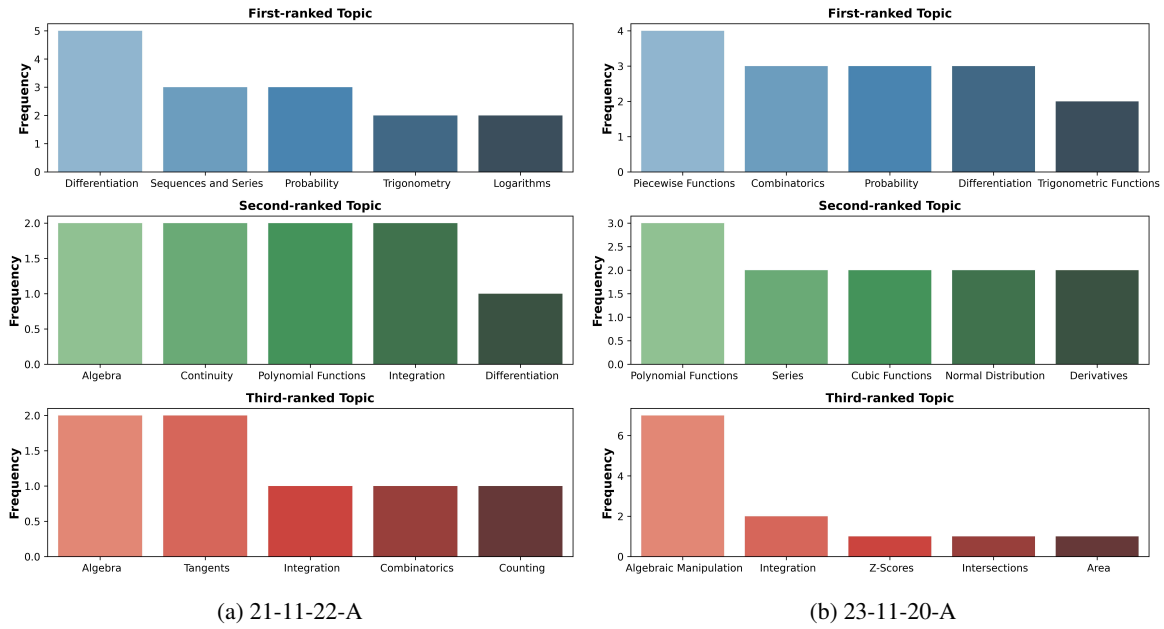 First-ranked Topic
Frequency
5
4
3
2
1
0
Differentiation Sequences and Series Probability Trigonometry Logarithms
Second-ranked Topic
Frequency
2.0
1.5
1.0
0.5
0.0
Algebra Continuity Polynomial Functions Integration Differentiation
Third-ranked Topic
Frequency
2.0
1.5
1.0
0.5
0.0
Algebra Tangents Integration Combinatorics Counting
(a) 21-11-22-A
First-ranked Topic
Frequency
4
3
2
1
0
Piecewise Functions Combinatorics Probability Differentiation Trigonometric Functions
Second-ranked Topic
Frequency
3.0
2.5
2.0
1.5
1.0
0.5
0.0
Polynomial Functions Series Cubic Functions Normal Distribution Derivatives
Third-ranked Topic
Frequency
6
4
2
0
Algebraic Manipulation Integration Z-Scores Intersections Area
(b) 23-11-20-A